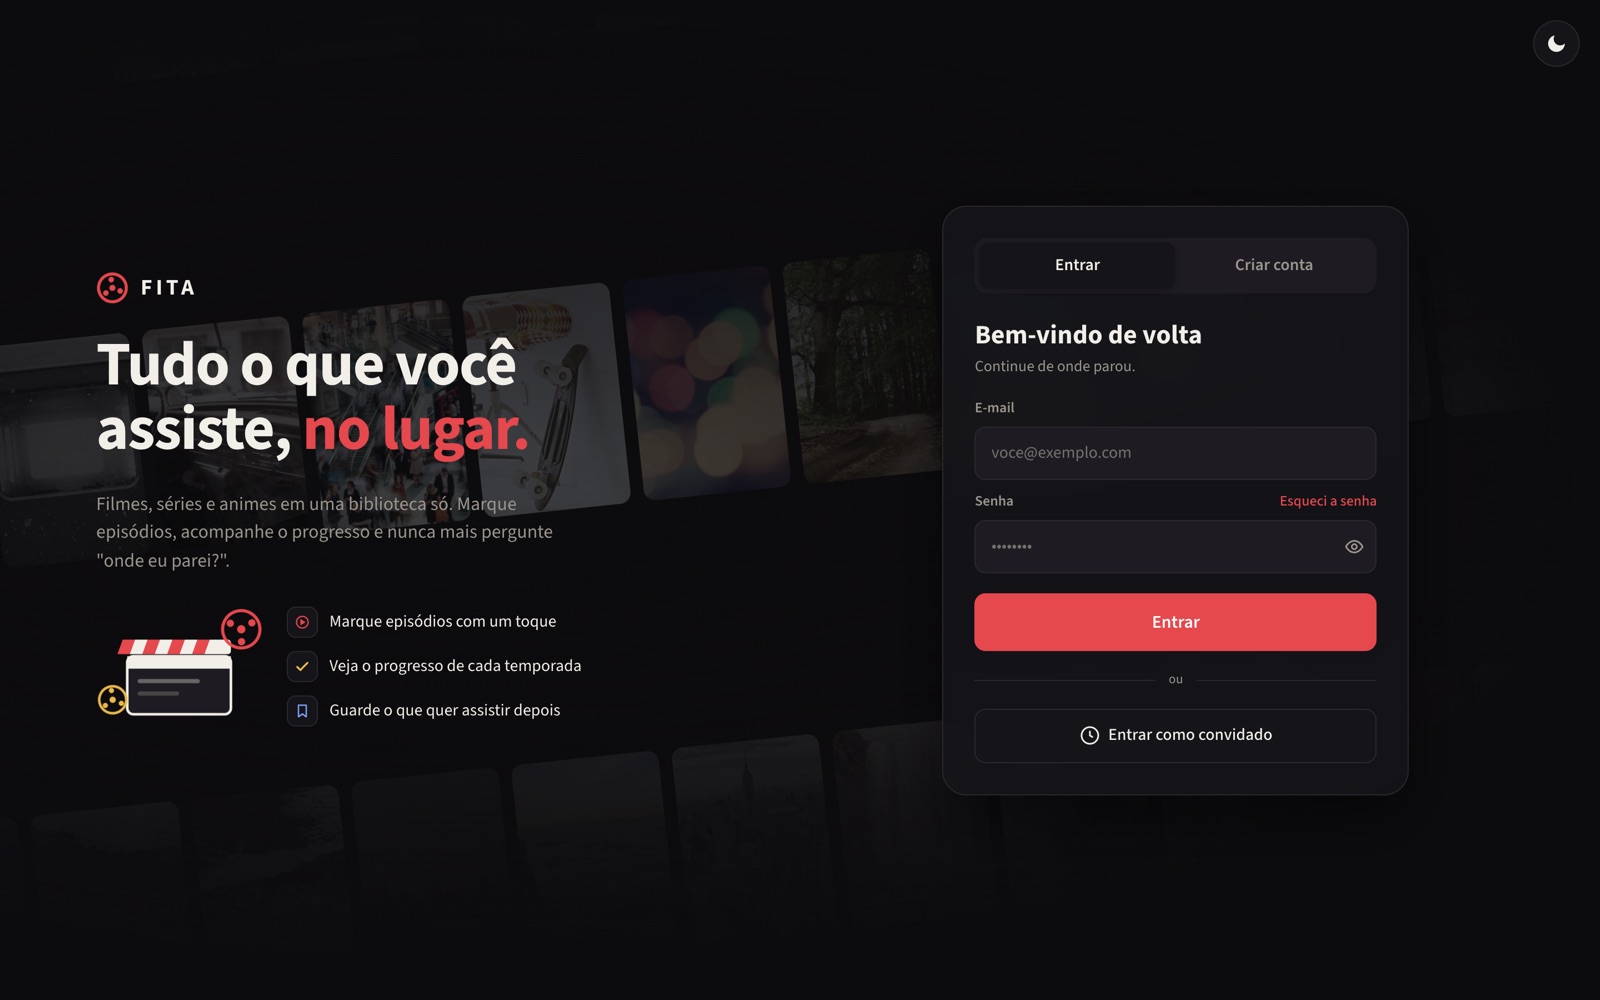 FITA
Tudo o que você
assiste, no lugar.
Filmes, séries e animes em uma biblioteca só. Marque
episódios, acompanhe o progresso e nunca mais pergunte
"onde eu parei?".
Marque episódios com um toque
Veja o progresso de cada temporada
Guarde o que quer assistir depois
Entrar
Criar conta
Bem-vindo de volta
Continue de onde parou.
E-mail
voce@exemplo.com
Senha
Esqueci a senha
••••••••
Entrar
ou
Entrar como convidado